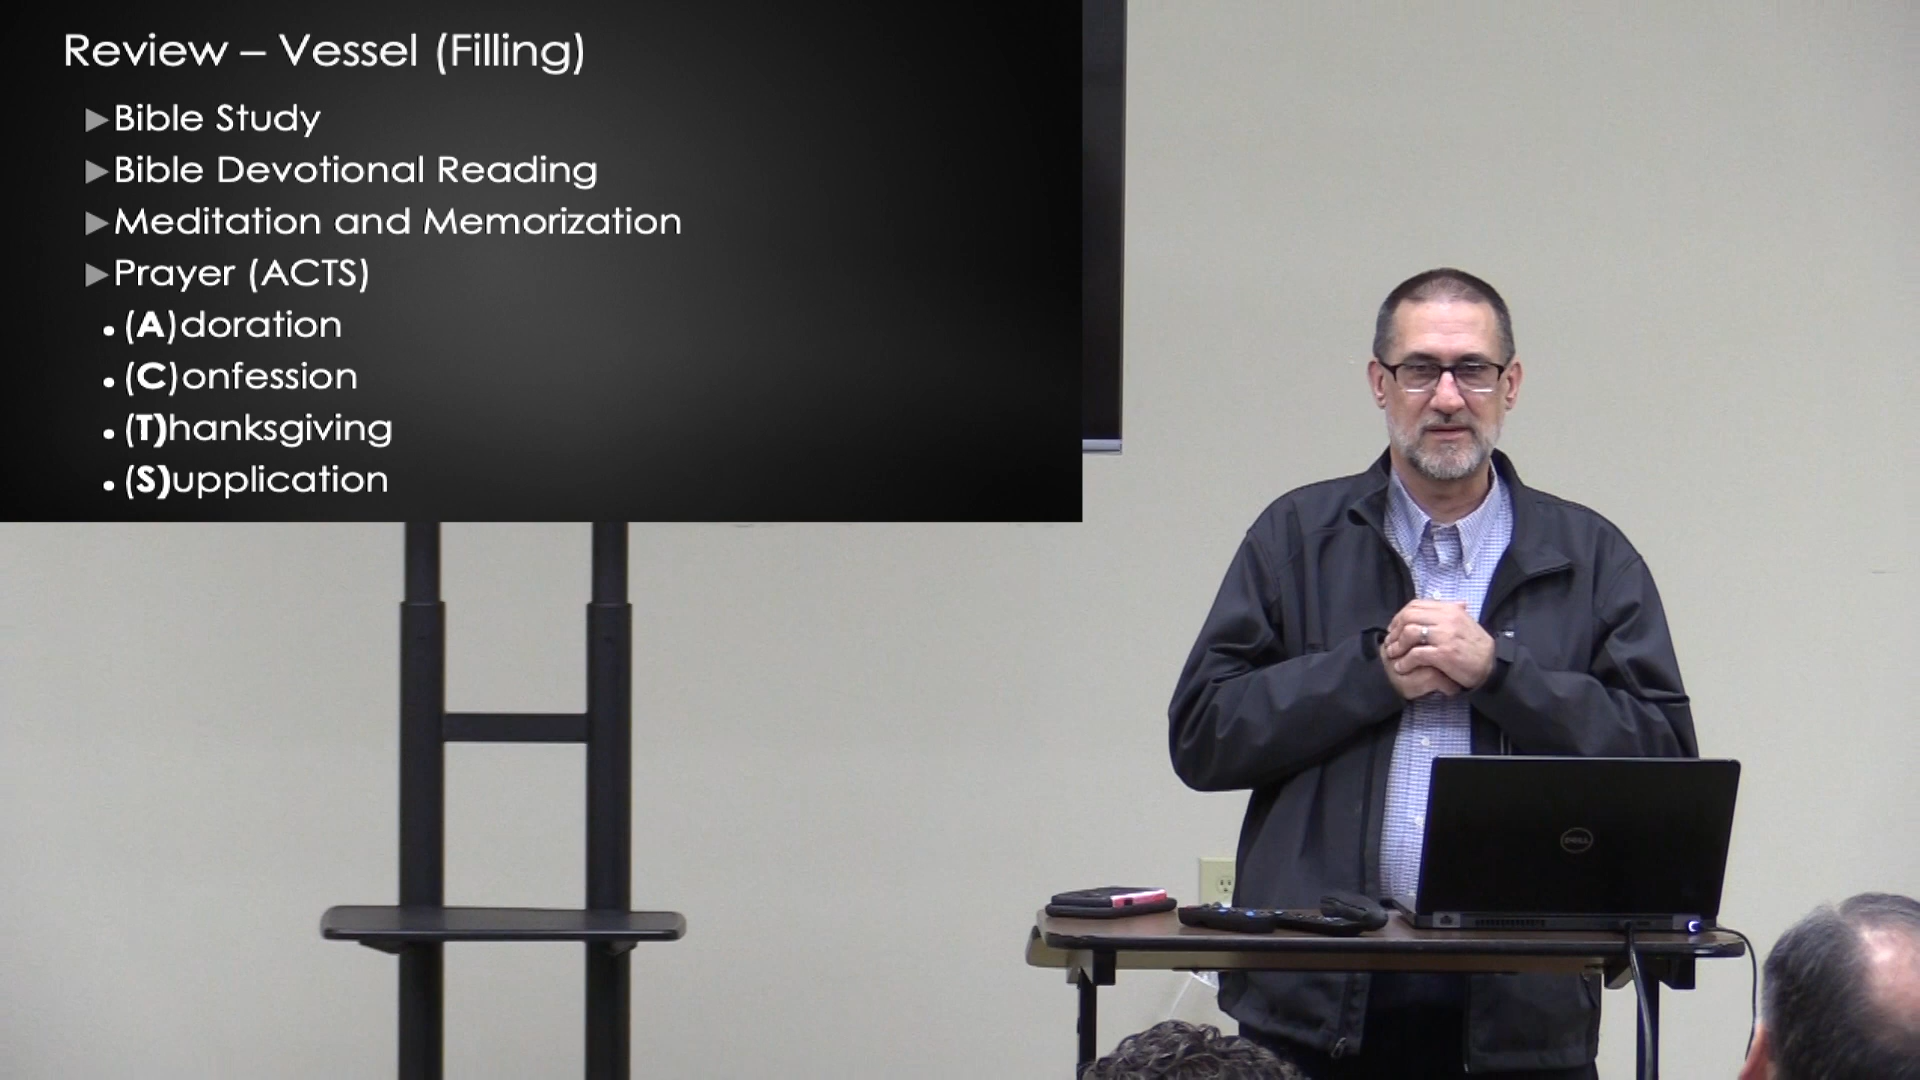 Review – Vessel (Filling)
▶Bible Study
▶Bible Devotional Reading
▶Meditation and Memorization
▶Prayer (ACTS)
• (A)doration
• (C)onfession
• (T)hanksgiving
• (S)upplication
DELL